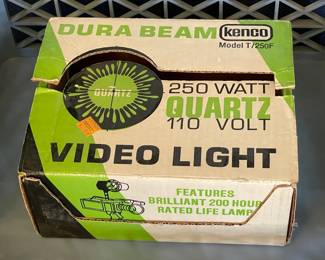 DURA BEAM kenco
Model T/250F
QUARTZ
250 WATT
QUARTZ
110 VOLT
VIDEO LIGHT
FEATURES
BRILLIANT 200 HOUR
RATED LIFE LAMP